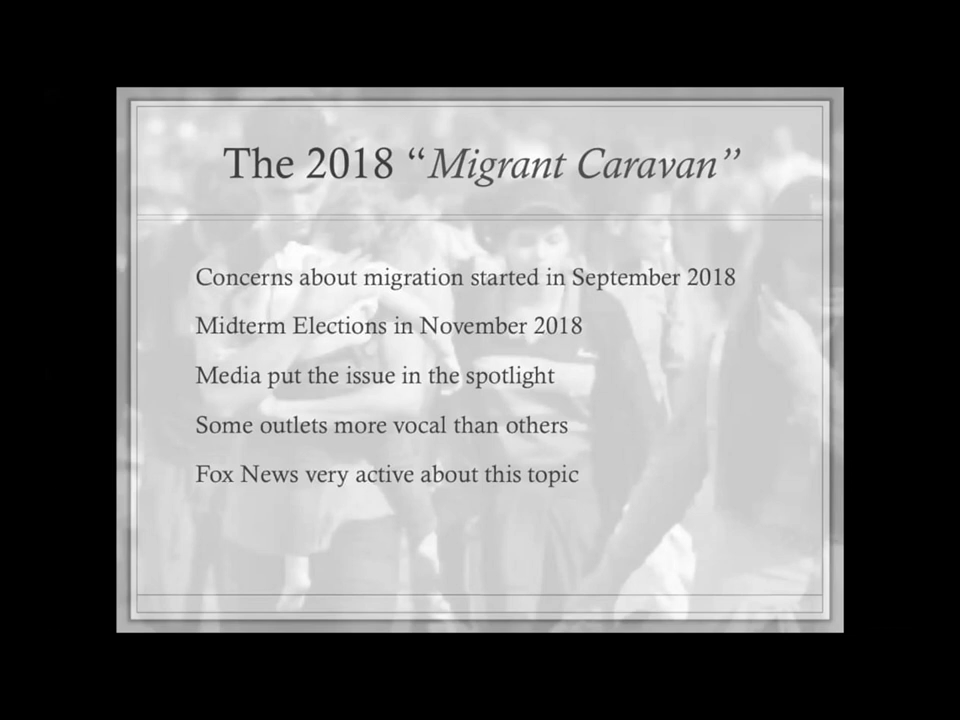 The 2018 “Migrant Caravan”
Concerns about migration started in September 2018
Midterm Elections in November 2018
Media put the issue in the spotlight
Some outlets more vocal than others
Fox News very active about this topic